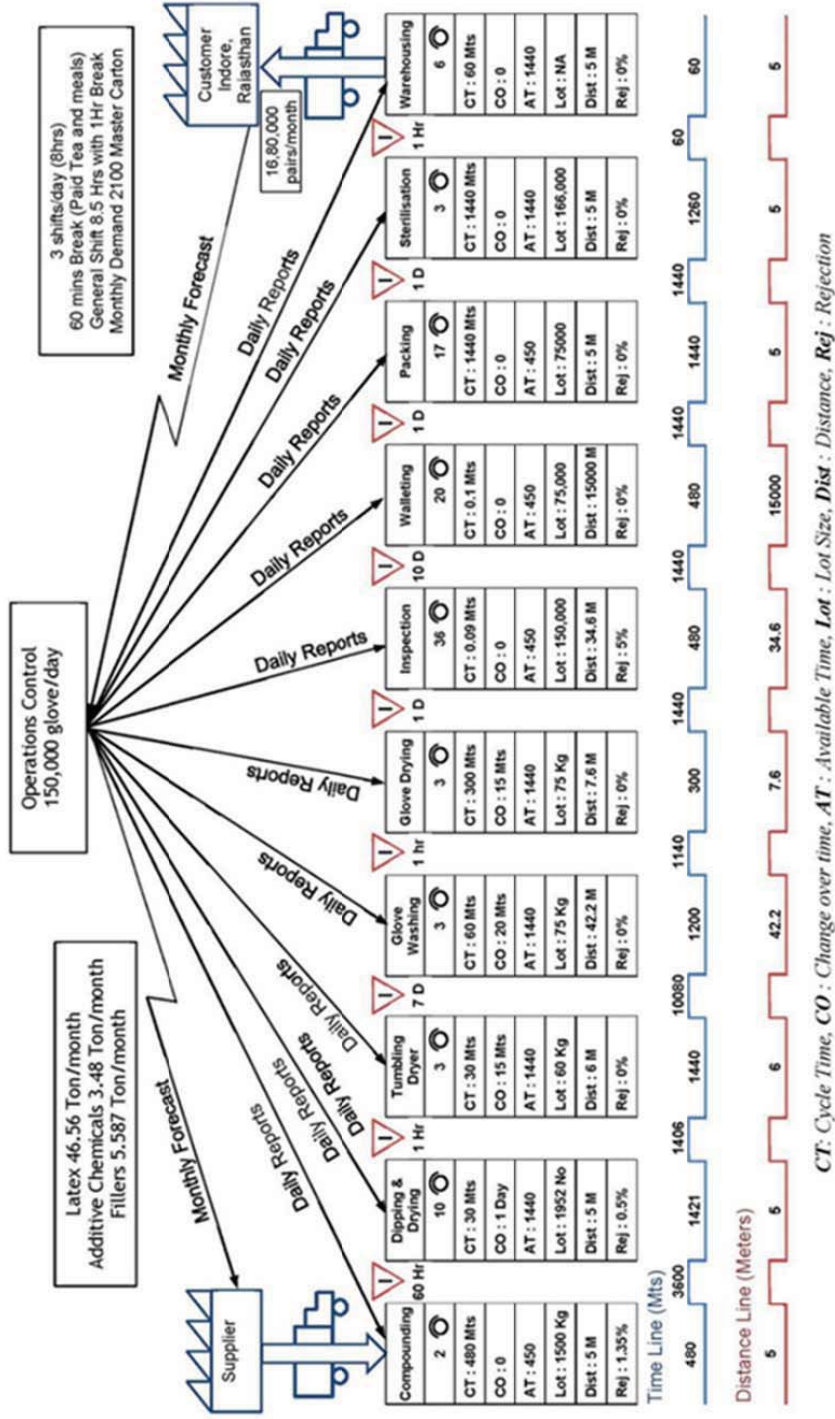 Operations Control
150,000 glove/day
Latex 46.56 Ton/month
Additive Chemicals 3.48 Ton/month
Fillers 5.587 Ton/month
3 shifts/day (8hrs)
60 mins Break (Paid Tea and meals)
General Shift 8.5 Hrs with 1Hr Break
Monthly Demand 2100 Master Carton
Supplier
Customer
Indore,
Rajasthan
16,80,000
pairs/month
Monthly Forecast
Monthly Forecast
Daily Reports
Daily Reports
Daily Reports
Daily Reports
Daily Reports
Daily Reports
Daily Reports
Daily Reports
Daily Reports
Daily Reports
Daily Reports
Compounding
2
CT : 480 Mts
CO : 0
AT : 450
Lot : 1500 Kg
Dist : 5 M
Rej : 1.35%
I
60 Hr
Dipping &
Drying
10
CT : 30 Mts
CO : 1 Day
AT : 1440
Lot : 1952 No
Dist : 5 M
Rej : 0.5%
I
1 Hr
Tumbling
Dryer
3
CT : 30 Mts
CO : 15 Mts
AT : 1440
Lot : 60 Kg
Dist : 6 M
Rej : 0%
I
7 D
Glove
Washing
3
CT : 60 Mts
CO : 20 Mts
AT : 1440
Lot : 75 Kg
Dist : 42.2 M
Rej : 0%
I
1 hr
Glove Drying
3
CT : 300 Mts
CO : 15 Mts
AT : 1440
Lot : 75 Kg
Dist : 7.6 M
Rej : 0%
I
1 D
Inspection
36
CT : 0.09 Mts
CO : 0
AT : 450
Lot : 150,000
Dist : 34.6 M
Rej : 5%
I
10 D
Walleting
20
CT : 0.1 Mts
CO : 0
AT : 450
Lot : 75,000
Dist : 15000 M
Rej : 0%
I
1 D
Packing
17
CT : 1440 Mts
CO : 0
AT : 450
Lot : 75000
Dist : 5 M
Rej : 0%
I
1 D
Sterilisation
3
CT : 1440 Mts
CO : 0
AT : 1440
Lot : 166,000
Dist : 5 M
Rej : 0%
I
1 Hr
Warehousing
6
CT : 60 Mts
CO : 0
AT : 1440
Lot : NA
Dist : 5 M
Rej : 0%
Time Line (Mts)
480 3600 1421 1406 1440 10080 1200 1140 300 1440 480 1440 480 1440 1440 1440 1260 60 60
Distance Line (Meters)
5 5 6 42.2 7.6 34.6 15000 5 5 5
CT: Cycle Time, CO : Change over time, AT : Available Time, Lot : Lot Size, Dist : Distance, Rej : Rejection